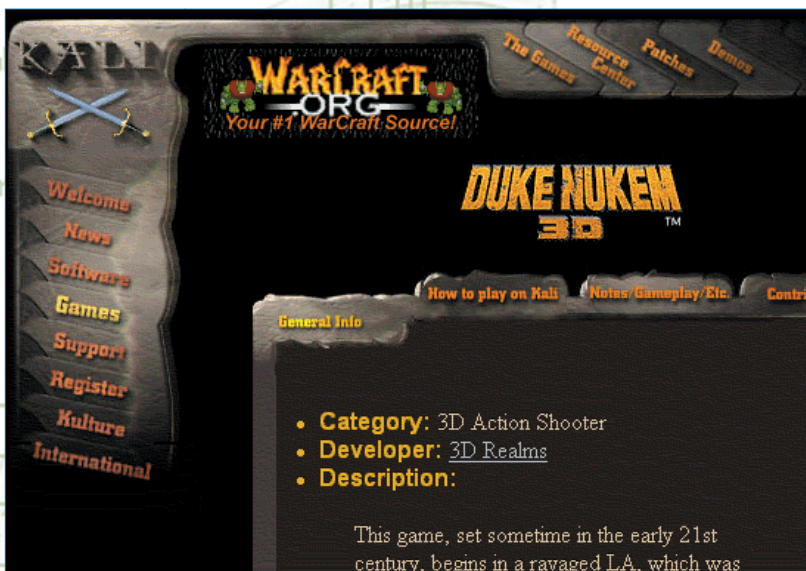 KALI
WARCRAFT
.ORG
Your #1 WarCraft Source!
The Games
Resource
Center
Patches
Demos
DUKE NUKEM
3D
TM
Welcome
News
Software
Games
Support
Register
Kulture
International
General Info
How to play on Kali
Notes/Gameplay/Etc.
Contri
• Category: 3D Action Shooter
• Developer: 3D Realms
• Description:
This game, set sometime in the early 21st
century, begins in a ravaged LA, which was